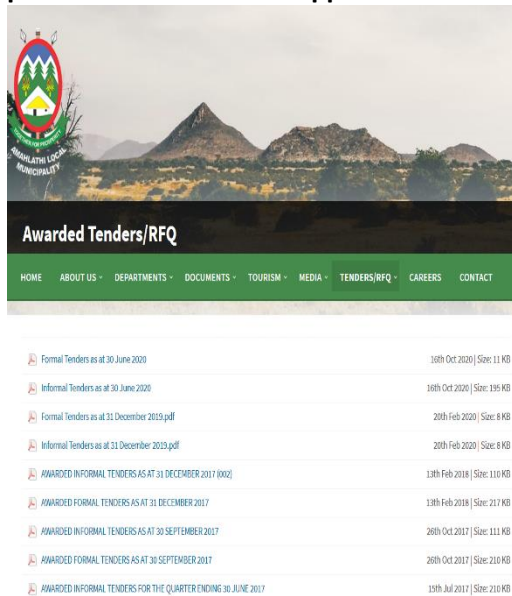 TOGETHER FOR PROSPERITY
AMAHLATHI LOCAL
MUNICIPALITY
Awarded Tenders/RFQ
HOME ABOUT US DEPARTMENTS DOCUMENTS TOURISM MEDIA TENDERS/RFQ CAREERS CONTACT
Formal Tenders as at 30 June 2020 16th Oct 2020 | Size: 11 KB
Informal Tenders as at 30 June 2020 16th Oct 2020 | Size: 195 KB
Formal Tenders as at 31 December 2019.pdf 20th Feb 2020 | Size: 8 KB
Informal Tenders as at 31 December 2019.pdf 20th Feb 2020 | Size: 8 KB
AWARDED INFORMAL TENDERS AS AT 31 DECEMBER 2017 [002] 13th Feb 2018 | Size: 110 KB
AWARDED FORMAL TENDERS AS AT 31 DECEMBER 2017 13th Feb 2018 | Size: 217 KB
AWARDED INFORMAL TENDERS AS AT 30 SEPTEMBER 2017 26th Oct 2017 | Size: 111 KB
AWARDED FORMAL TENDERS AS AT 30 SEPTEMBER 2017 26th Oct 2017 | Size: 210 KB
AWARDED INFORMAL TENDERS FOR THE QUARTER ENDING 30 JUNE 2017 15th Jul 2017 | Size: 210 KB